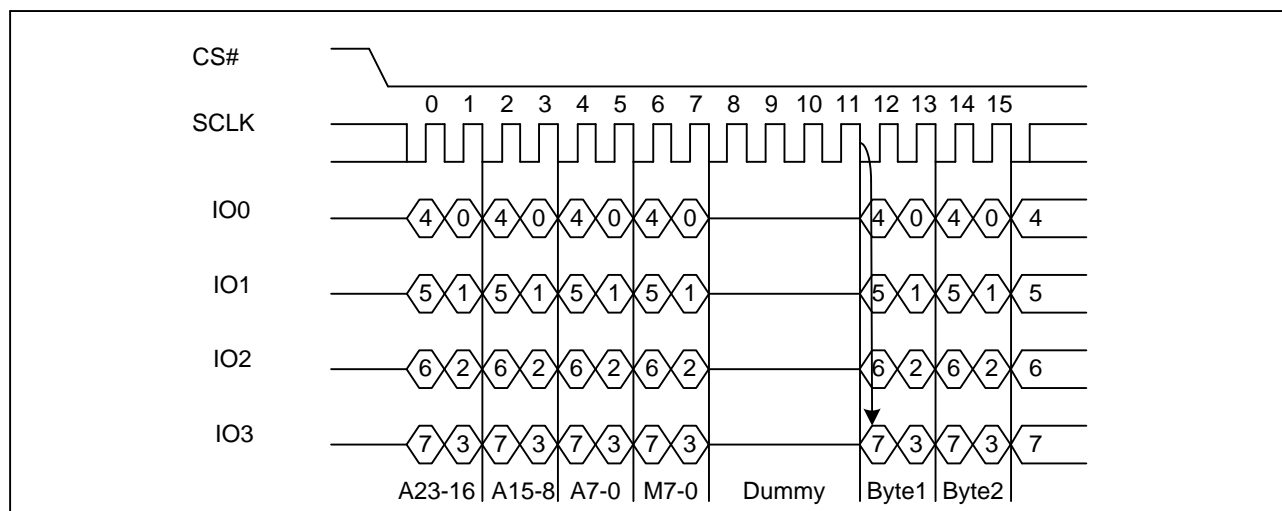 CS#
0 1 2 3 4 5 6 7 8 9 10 11 12 13 14 15
SCLK
IO0 4 0 4 0 4 0 4 0 4 0 4 0 4
IO1 5 1 5 1 5 1 5 1 5 1 5 1 5
IO2 6 2 6 2 6 2 6 2 6 2 6 2 6
IO3 7 3 7 3 7 3 7 3 7 3 7 3 7
A23-16 A15-8 A7-0 M7-0 Dummy Byte1 Byte2